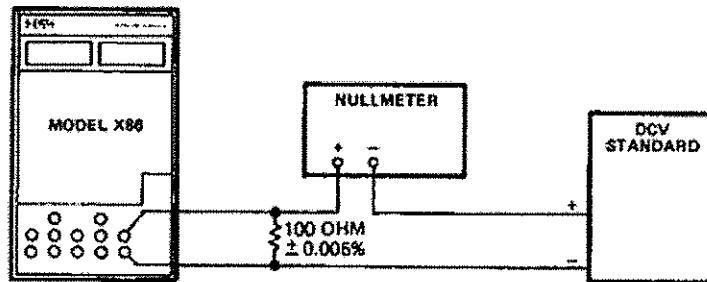 MODEL X86
NULLMETER
+ −
DCV
STANDARD
+
−
100 OHM
± 0.005%